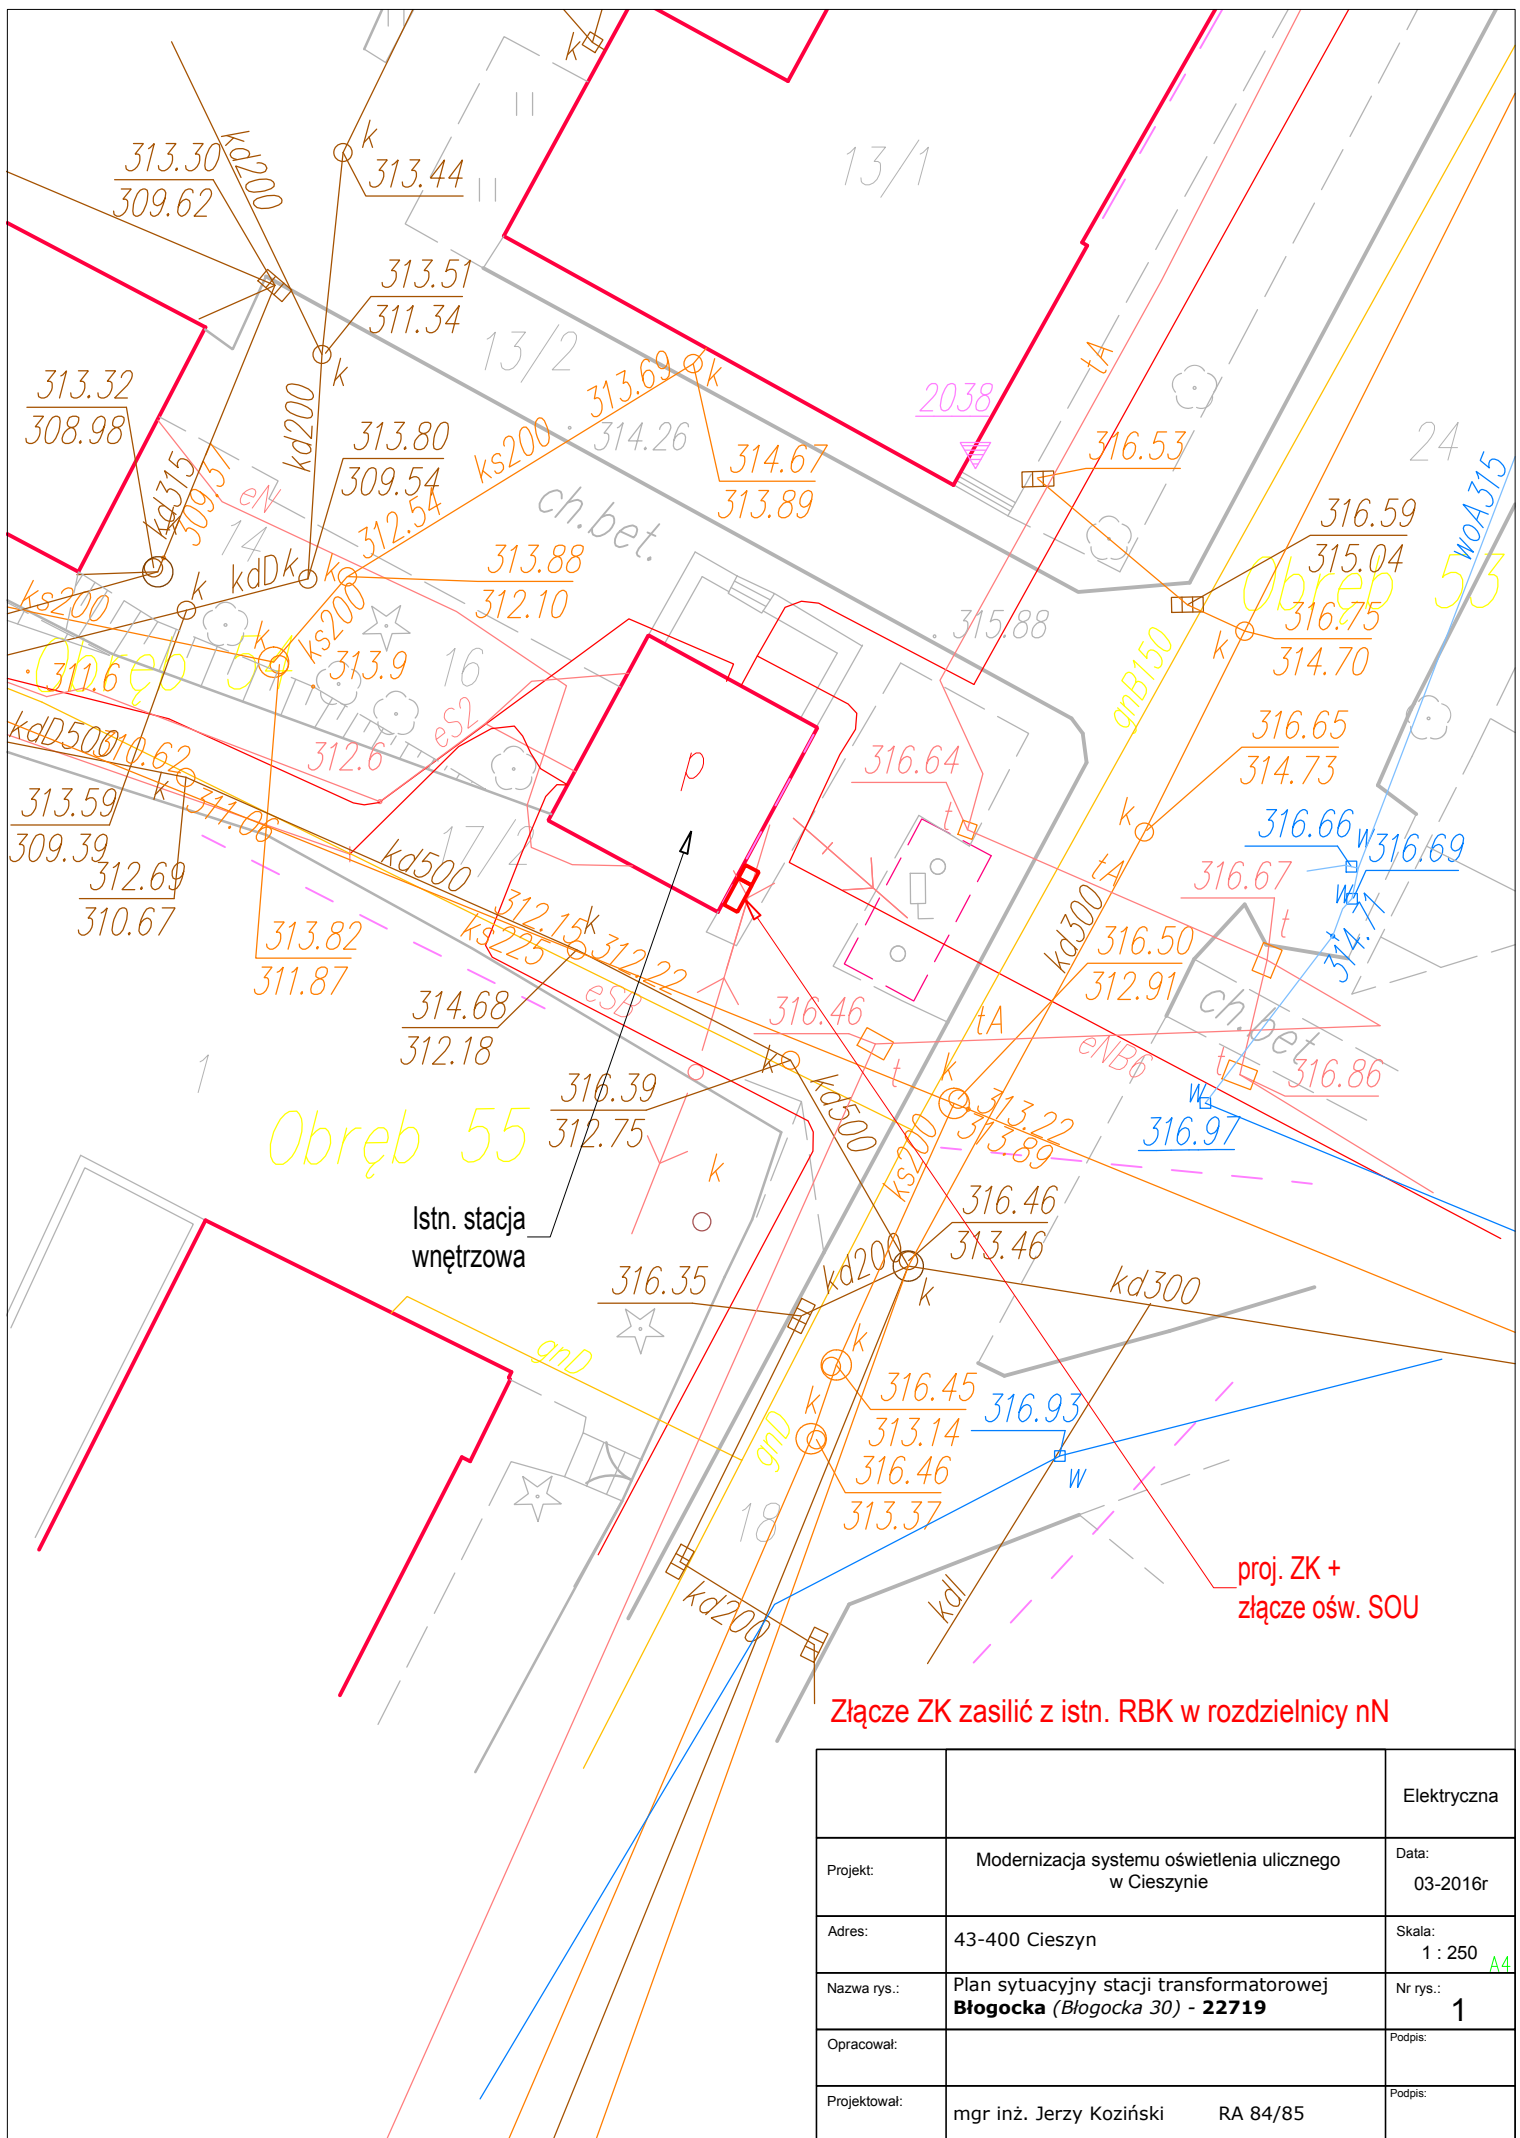 k
k
kd200
313.30
309.62
313.44
13/1
313.51
311.34
k
13/2
313.69
k
tA
2038
313.32
308.98
kd200
313.80
309.54
ks200
314.26
314.67
313.89
316.53
24
kd315
309.37
eN
14
312.54
ch.bet.
316.59
315.04
woA315
Obręb 53
ks200
k
kdD
k
k
313.88
312.10
ks200
k
313.9
16
315.88
316.75
314.70
k
Obręb 54
311.6
gnB150
kdD500
310.62
312.6
eS2
p
316.64
316.65
314.73
k
k
313.59
309.39
311.06
17/2
t
tA
316.66
w
316.69
w
314.71
312.69
310.67
kd500
316.67
t
313.82
311.87
312.15
k
ks225
312.22
kd300
316.50
312.91
314.68
312.18
eSB
316.46
t
tA
eNB6
ch.bet.
t
316.86
1
Obręb 55
316.39
312.75
k
kd500
k
313.22
313.89
w
316.97
ks200
k
Istn. stacja
wnętrzowa
316.46
313.46
316.35
kd200
k
kd300
gnD
k
316.45
313.14
k
316.93
w
gnD
316.46
313.37
18
kd200
kdl
proj. ZK +
złącze ośw. SOU
Złącze ZK zasilić z istn. RBK w rozdzielnicy nN
Elektryczna
Projekt:
Modernizacja systemu oświetlenia ulicznego
w Cieszynie
Data:
03-2016r
Adres:
43-400 Cieszyn
Skala:
1 : 250
A4
Nazwa rys.:
Plan sytuacyjny stacji transformatorowej
Błogocka (Błogocka 30) - 22719
Nr rys.:
1
Opracował:
Podpis:
Projektował:
mgr inż. Jerzy Koziński RA 84/85
Podpis: